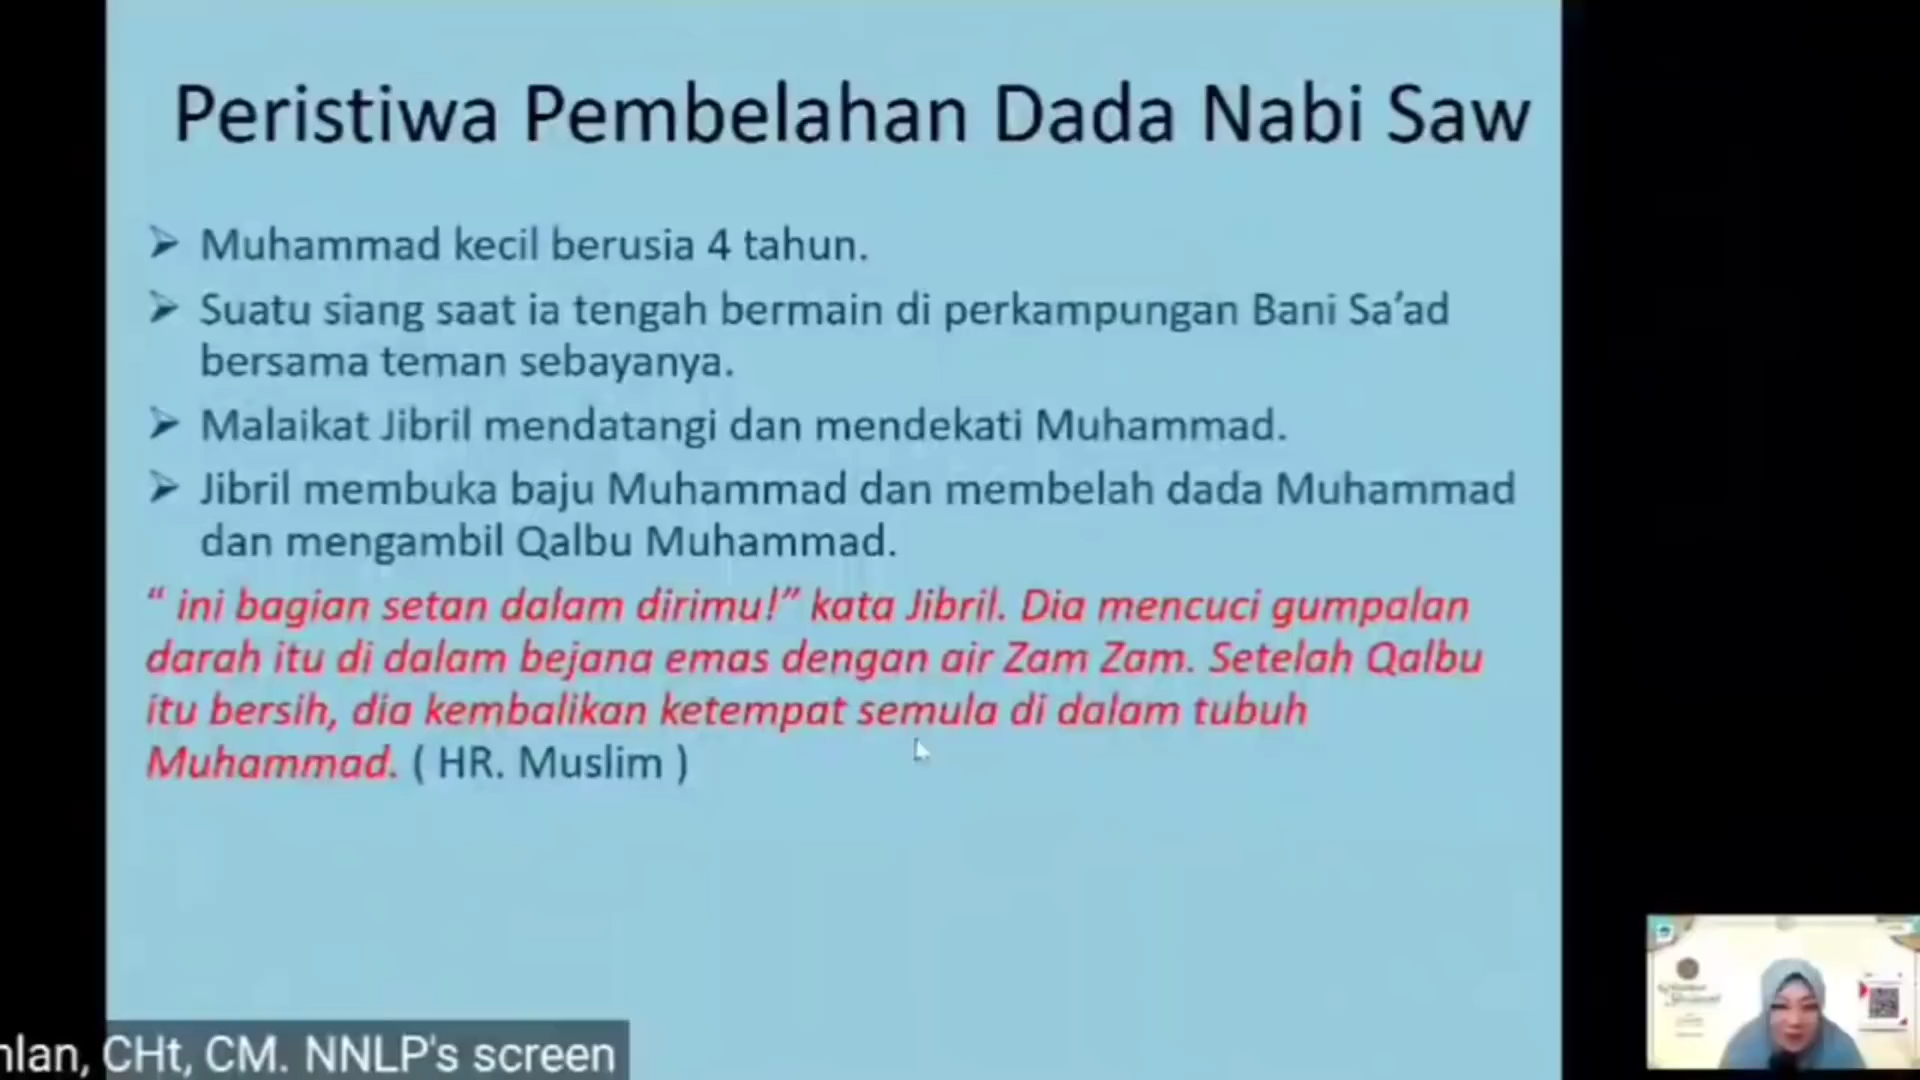 Peristiwa Pembelahan Dada Nabi Saw
➢ Muhammad kecil berusia 4 tahun.
➢ Suatu siang saat ia tengah bermain di perkampungan Bani Sa’ad
bersama teman sebayanya.
➢ Malaikat Jibril mendatangi dan mendekati Muhammad.
➢ Jibril membuka baju Muhammad dan membelah dada Muhammad
dan mengambil Qalbu Muhammad.
“ ini bagian setan dalam dirimu!” kata Jibril. Dia mencuci gumpalan
darah itu di dalam bejana emas dengan air Zam Zam. Setelah Qalbu
itu bersih, dia kembalikan ketempat semula di dalam tubuh
Muhammad. ( HR. Muslim )
CHt, CM. NNLP's screen